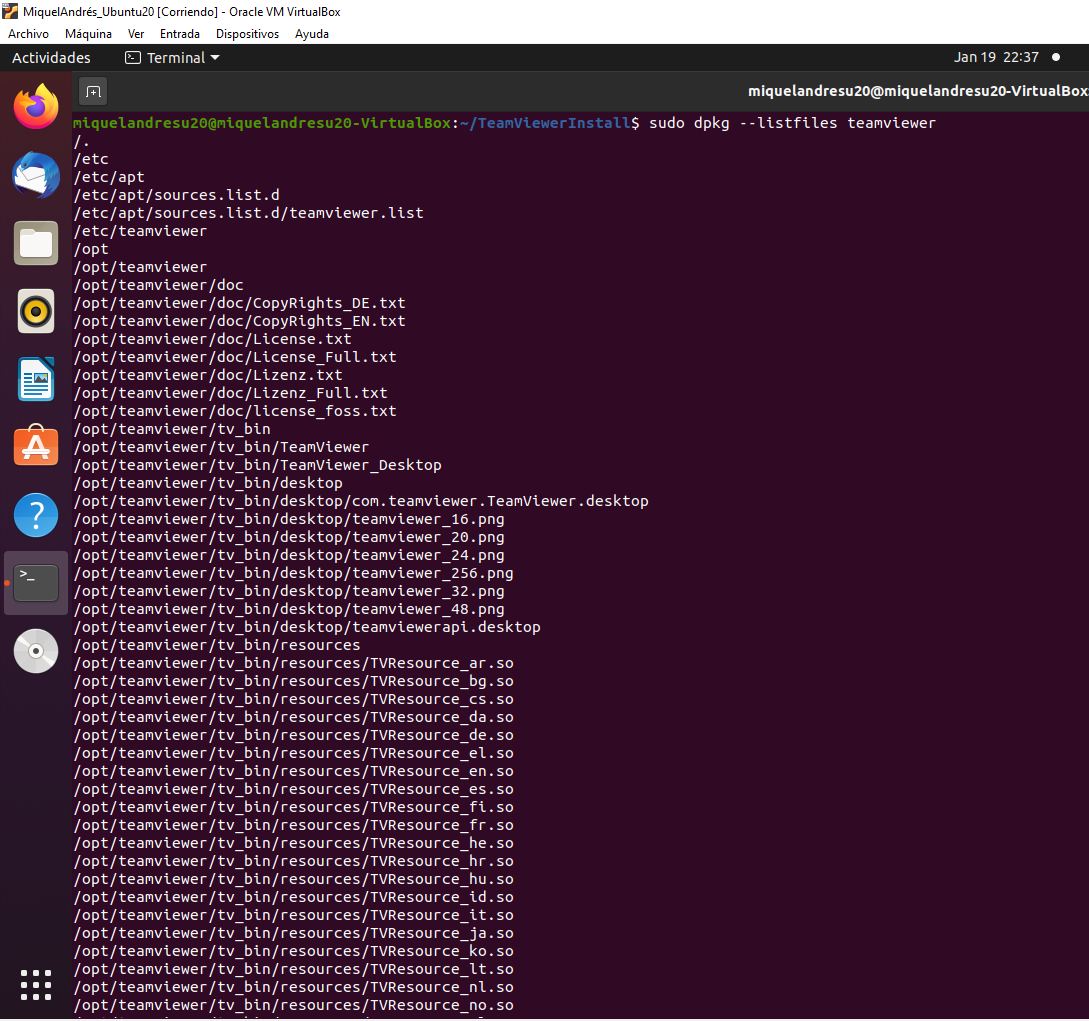 MiquelAndrés_Ubuntu20 [Corriendo] - Oracle VM VirtualBox
Archivo Máquina Ver Entrada Dispositivos Ayuda
Actividades Terminal Jan 19 22:37
miquelandresu20@miquelandresu20-VirtualBox:
miquelandresu20@miquelandresu20-VirtualBox:~/TeamViewerInstall$ sudo dpkg --listfiles teamviewer
/.
/etc
/etc/apt
/etc/apt/sources.list.d
/etc/apt/sources.list.d/teamviewer.list
/etc/teamviewer
/opt
/opt/teamviewer
/opt/teamviewer/doc
/opt/teamviewer/doc/CopyRights_DE.txt
/opt/teamviewer/doc/CopyRights_EN.txt
/opt/teamviewer/doc/License.txt
/opt/teamviewer/doc/License_Full.txt
/opt/teamviewer/doc/Lizenz.txt
/opt/teamviewer/doc/Lizenz_Full.txt
/opt/teamviewer/doc/license_foss.txt
/opt/teamviewer/tv_bin
/opt/teamviewer/tv_bin/TeamViewer
/opt/teamviewer/tv_bin/TeamViewer_Desktop
/opt/teamviewer/tv_bin/desktop
/opt/teamviewer/tv_bin/desktop/com.teamviewer.TeamViewer.desktop
/opt/teamviewer/tv_bin/desktop/teamviewer_16.png
/opt/teamviewer/tv_bin/desktop/teamviewer_20.png
/opt/teamviewer/tv_bin/desktop/teamviewer_24.png
/opt/teamviewer/tv_bin/desktop/teamviewer_256.png
/opt/teamviewer/tv_bin/desktop/teamviewer_32.png
/opt/teamviewer/tv_bin/desktop/teamviewer_48.png
/opt/teamviewer/tv_bin/desktop/teamviewerapi.desktop
/opt/teamviewer/tv_bin/resources
/opt/teamviewer/tv_bin/resources/TVResource_ar.so
/opt/teamviewer/tv_bin/resources/TVResource_bg.so
/opt/teamviewer/tv_bin/resources/TVResource_cs.so
/opt/teamviewer/tv_bin/resources/TVResource_da.so
/opt/teamviewer/tv_bin/resources/TVResource_de.so
/opt/teamviewer/tv_bin/resources/TVResource_el.so
/opt/teamviewer/tv_bin/resources/TVResource_en.so
/opt/teamviewer/tv_bin/resources/TVResource_es.so
/opt/teamviewer/tv_bin/resources/TVResource_fi.so
/opt/teamviewer/tv_bin/resources/TVResource_fr.so
/opt/teamviewer/tv_bin/resources/TVResource_he.so
/opt/teamviewer/tv_bin/resources/TVResource_hr.so
/opt/teamviewer/tv_bin/resources/TVResource_hu.so
/opt/teamviewer/tv_bin/resources/TVResource_id.so
/opt/teamviewer/tv_bin/resources/TVResource_it.so
/opt/teamviewer/tv_bin/resources/TVResource_ja.so
/opt/teamviewer/tv_bin/resources/TVResource_ko.so
/opt/teamviewer/tv_bin/resources/TVResource_lt.so
/opt/teamviewer/tv_bin/resources/TVResource_nl.so
/opt/teamviewer/tv_bin/resources/TVResource_no.so